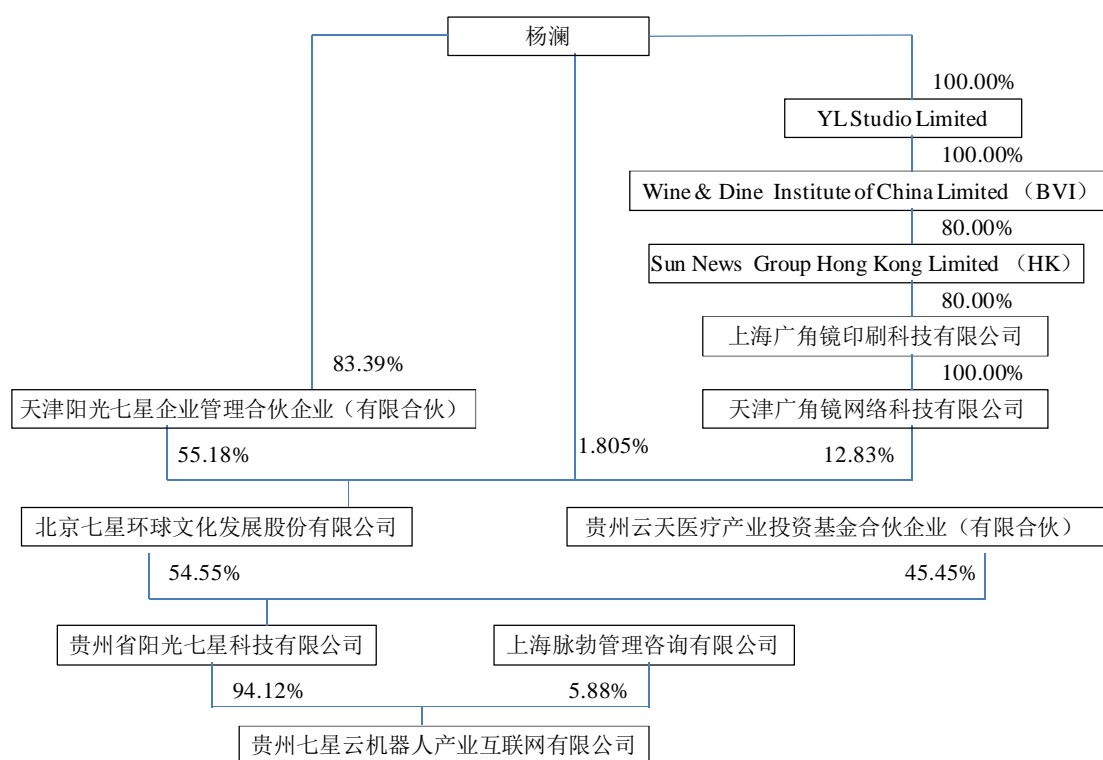 杨澜
100.00%
YL Studio Limited
100.00%
Wine & Dine Institute of China Limited （BVI）
80.00%
Sun News Group Hong Kong Limited （HK）
80.00%
上海广角镜印刷科技有限公司
83.39%
100.00%
天津阳光七星企业管理合伙企业（有限合伙）
天津广角镜网络科技有限公司
55.18%
1.805%
12.83%
北京七星环球文化发展股份有限公司
贵州云天医疗产业投资基金合伙企业（有限合伙）
54.55%
45.45%
贵州省阳光七星科技有限公司
上海脉勃管理咨询有限公司
94.12%
5.88%
贵州七星云机器人产业互联网有限公司